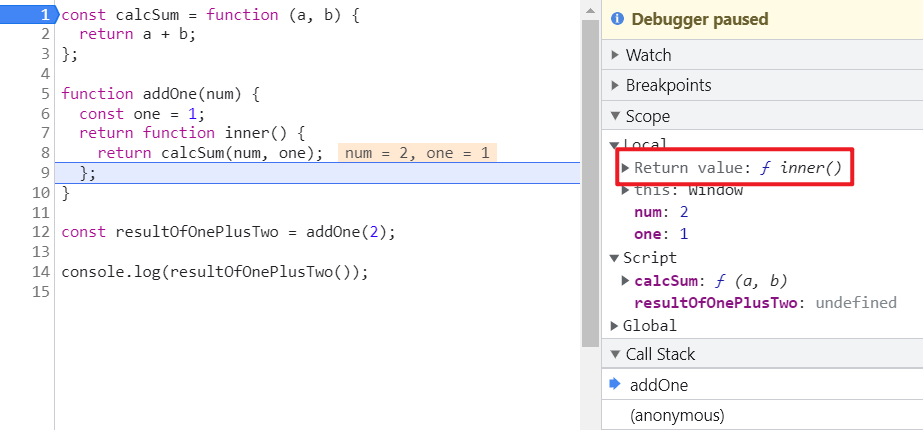 1 const calcSum = function (a, b) {
2 return a + b;
3 };
4
5 function addOne(num) {
6 const one = 1;
7 return function inner() {
8 return calcSum(num, one); num = 2, one = 1
9 };
10 }
11
12 const resultOfOnePlusTwo = addOne(2);
13
14 console.log(resultOfOnePlusTwo());
15
Debugger paused
Watch
Breakpoints
Scope
Local
Return value: ƒ inner()
this: Window
num: 2
one: 1
Script
calcSum: ƒ (a, b)
resultOfOnePlusTwo: undefined
Global
Call Stack
addOne
(anonymous)